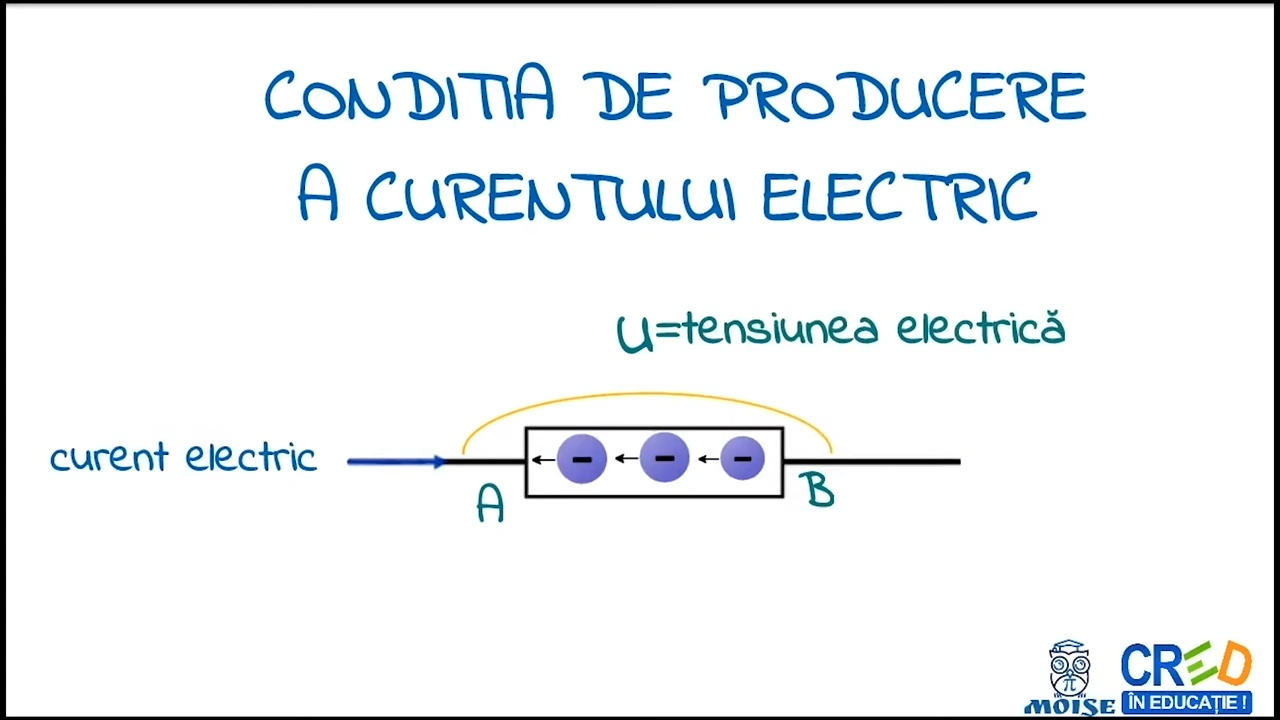 CONDITIA DE PRODUCERE
A CURENTULUI ELECTRIC
U=tensiunea electrică
curent electric
A
B
- - -
π
MOISE
CRED
ÎN EDUCAȚIE !